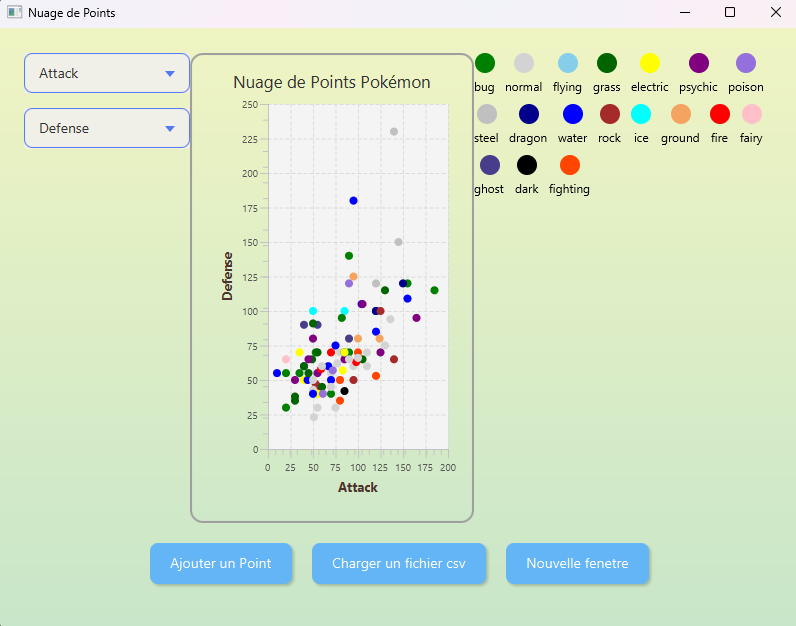 Nuage de Points
Attack
Defense
Nuage de Points Pokémon
250
225
200
175
150
125
100
75
50
25
0
Defense
0 25 50 75 100 125 150 175 200
Attack
bug normal flying grass electric psychic poison
steel dragon water rock ice ground fire fairy
ghost dark fighting
Ajouter un Point Charger un fichier csv Nouvelle fenetre